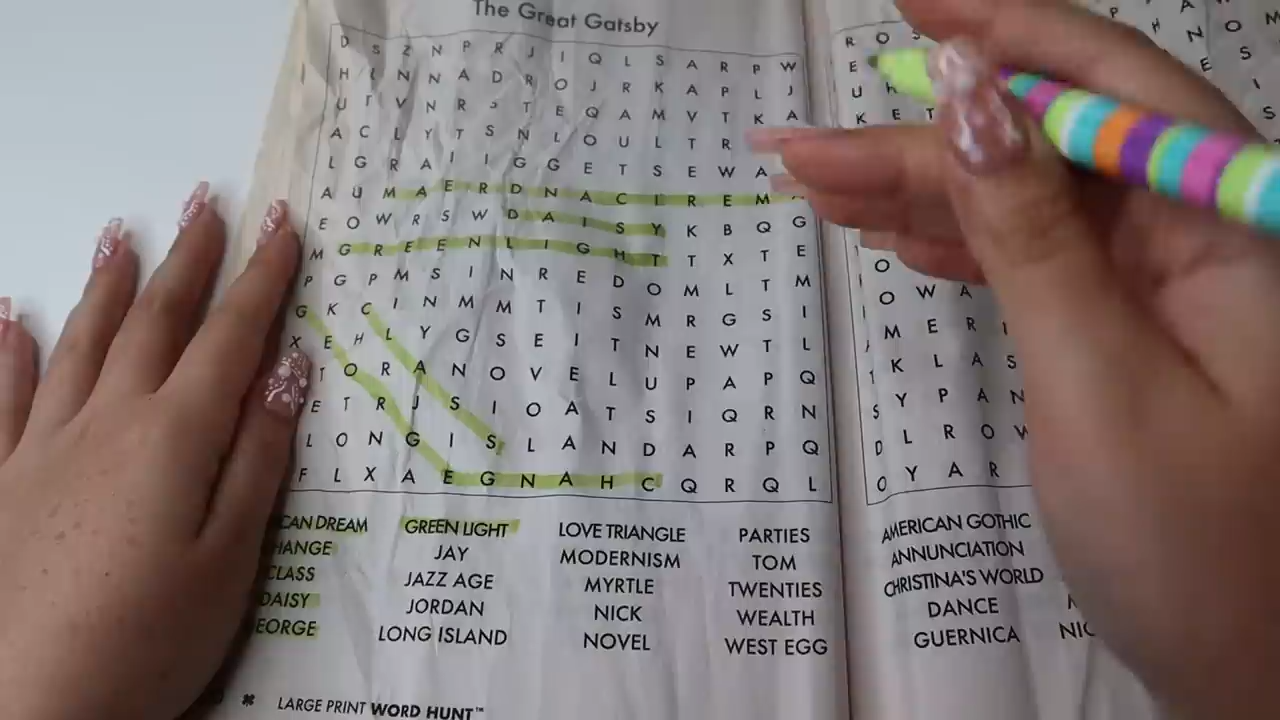 The Great Gatsby
D S Z N P R J I Q L S A R P W
H N N A D R O J R K A P L J
U V N R T E Q A M V T K A
A C L Y T S N L O U L T R
L G R A I I G G E T S E W A
A U M A E R D N A C I R E M A
E O W R S W D A I S Y K B Q G
M G R E E N L I G H T T X T E
P G P M S I N R E D O M L T M
G K C I N M M T I S M R G S I
X E H L Y G S E I T N E W T L
T O R A N O V E L U P A P Q
E T R J S I O A T S I Q R N
L O N G I S L A N D A R P Q
F L X A E G N A H C Q R Q L
CAN DREAM GREEN LIGHT LOVE TRIANGLE PARTIES
HANGE JAY MODERNISM TOM
CLASS JAZZ AGE MYRTLE TWENTIES
DAISY JORDAN NICK WEALTH
EORGE LONG ISLAND NOVEL WEST EGG
LARGE PRINT WORD HUNT™
R O S
E
U
K E
O
O W A
M E R I
K L A S
S Y P A N
D L R O W
O Y A R
AMERICAN GOTHIC
ANNUNCIATION
CHRISTINA'S WORLD
DANCE
GUERNICA NIC